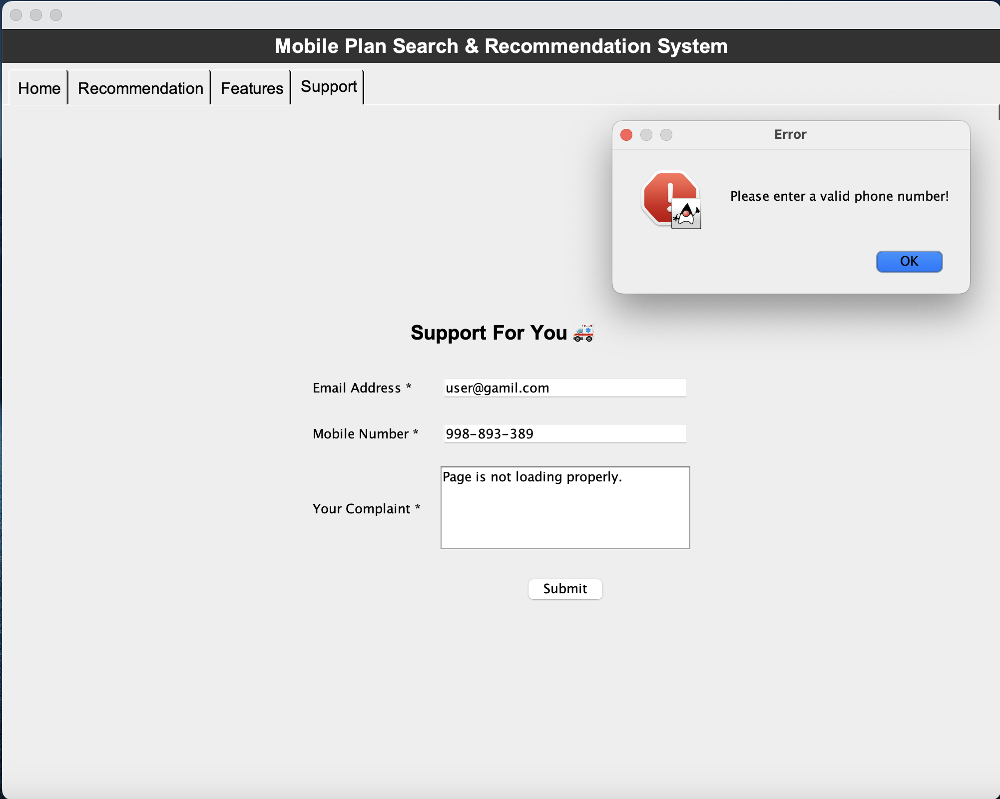 Mobile Plan Search & Recommendation System
Home Recommendation Features Support
Error
Please enter a valid phone number!
OK
Support For You 🚑
Email Address * user@gamil.com
Mobile Number * 998-893-389
Your Complaint * Page is not loading properly.
Submit